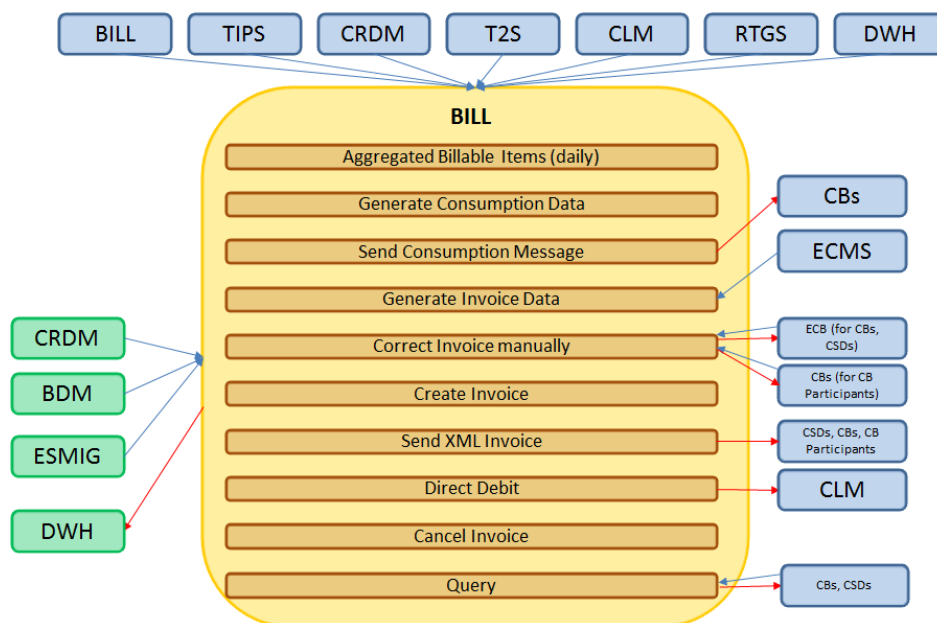 BILL
TIPS
CRDM
T2S
CLM
RTGS
DWH
BILL
Aggregated Billable Items (daily)
Generate Consumption Data
Send Consumption Message
Generate Invoice Data
Correct Invoice manually
Create Invoice
Send XML Invoice
Direct Debit
Cancel Invoice
Query
CRDM
BDM
ESMIG
DWH
CBs
ECMS
ECB (for CBs,
CSDs)
CBs (for CB
Participants)
CSDs, CBs, CB
Participants
CLM
CBs, CSDs